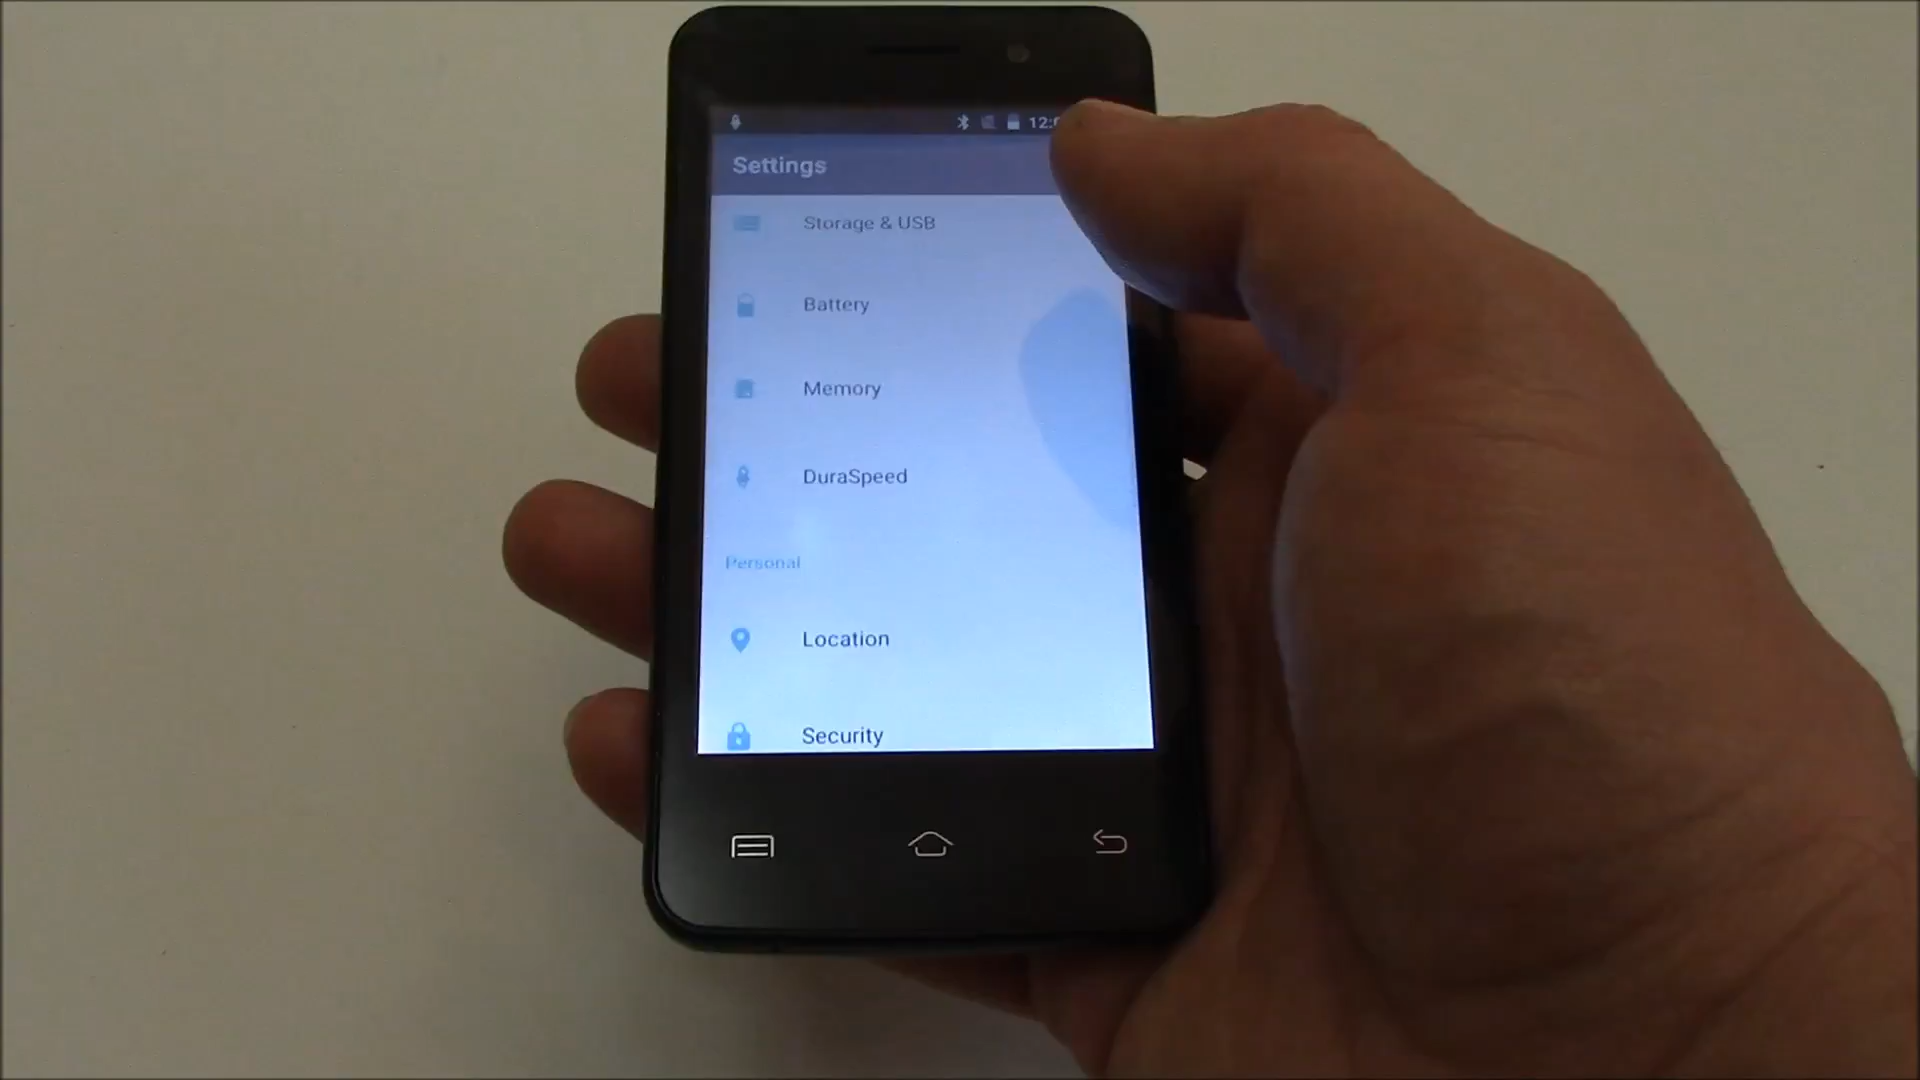 Settings
Storage & USB
Battery
Memory
DuraSpeed
Personal
Location
Security